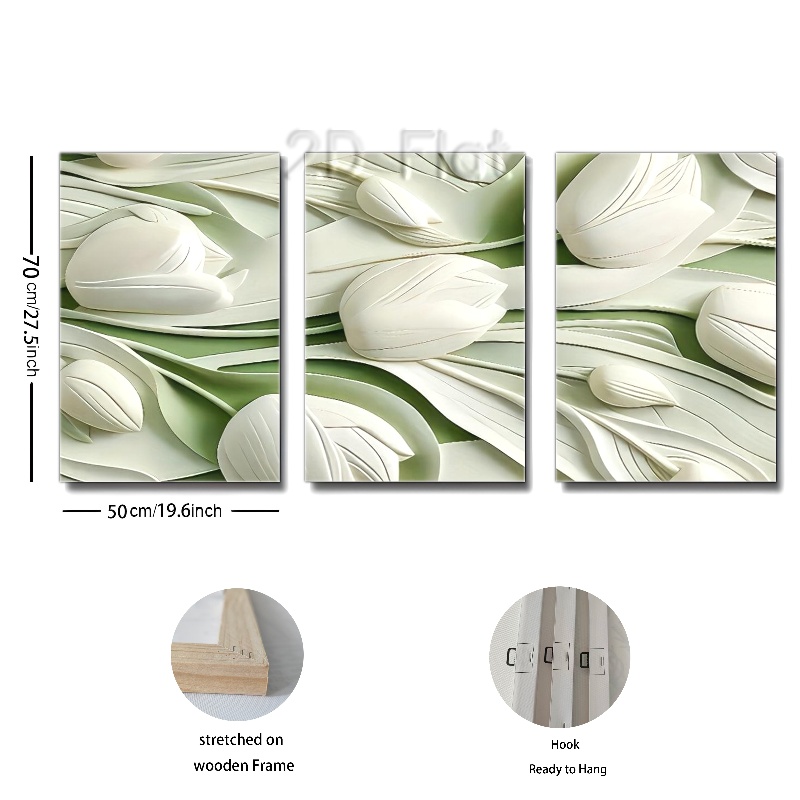 2D Flat
70 cm/27.5inch
50cm/19.6inch
stretched on
wooden Frame
Hook
Ready to Hang